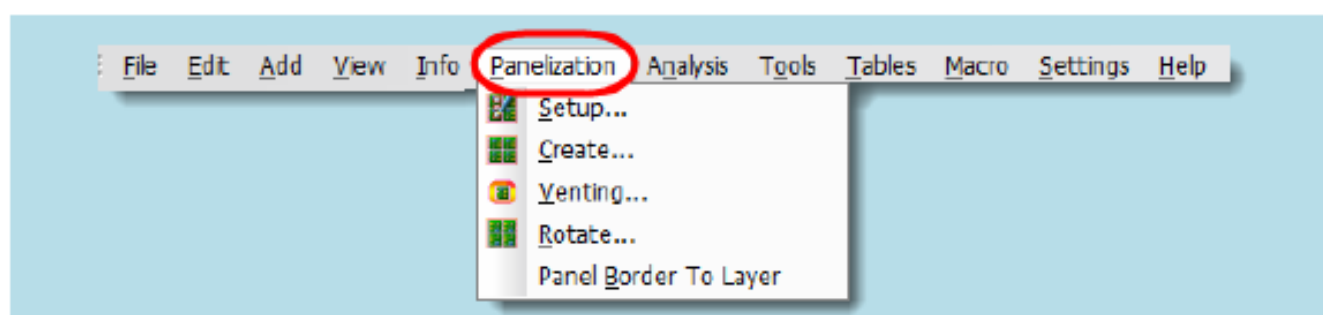 File Edit Add View Info Panelization Analysis Tools Tables Macro Settings Help
Setup...
Create...
Venting...
Rotate...
Panel Border To Layer